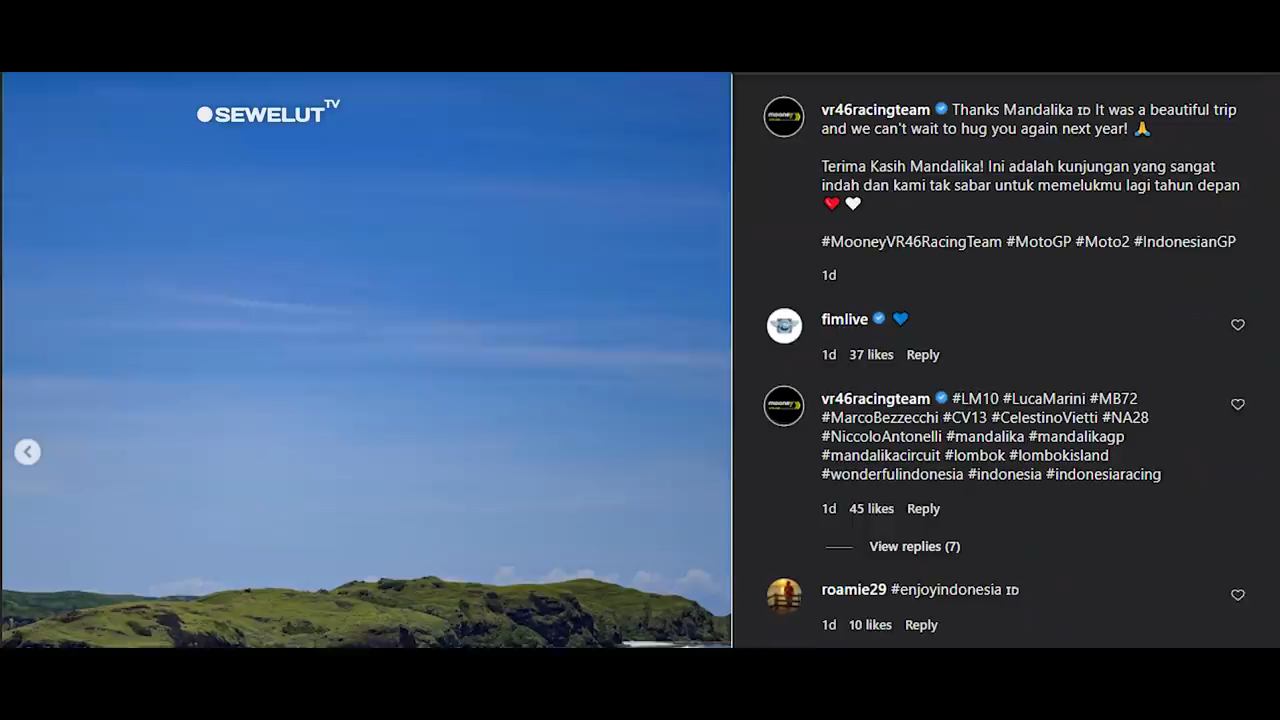 SEWELUT TV
vr46racingteam Thanks Mandalika ID It was a beautiful trip
and we can't wait to hug you again next year! 🙏
Terima Kasih Mandalika! Ini adalah kunjungan yang sangat
indah dan kami tak sabar untuk memelukmu lagi tahun depan
❤️ 🤍
#MooneyVR46RacingTeam #MotoGP #Moto2 #IndonesianGP
1d
fimlive 💙
1d 37 likes Reply
mooney
vr46racingteam #LM10 #LucaMarini #MB72
#MarcoBezzecchi #CV13 #CelestinoVietti #NA28
#NiccoloAntonelli #mandalika #mandalikagp
#mandalikacircuit #lombok #lombokisland
#wonderfulindonesia #indonesia #indonesiaracing
1d 45 likes Reply
View replies (7)
roamie29 #enjoyindonesia ID
1d 10 likes Reply